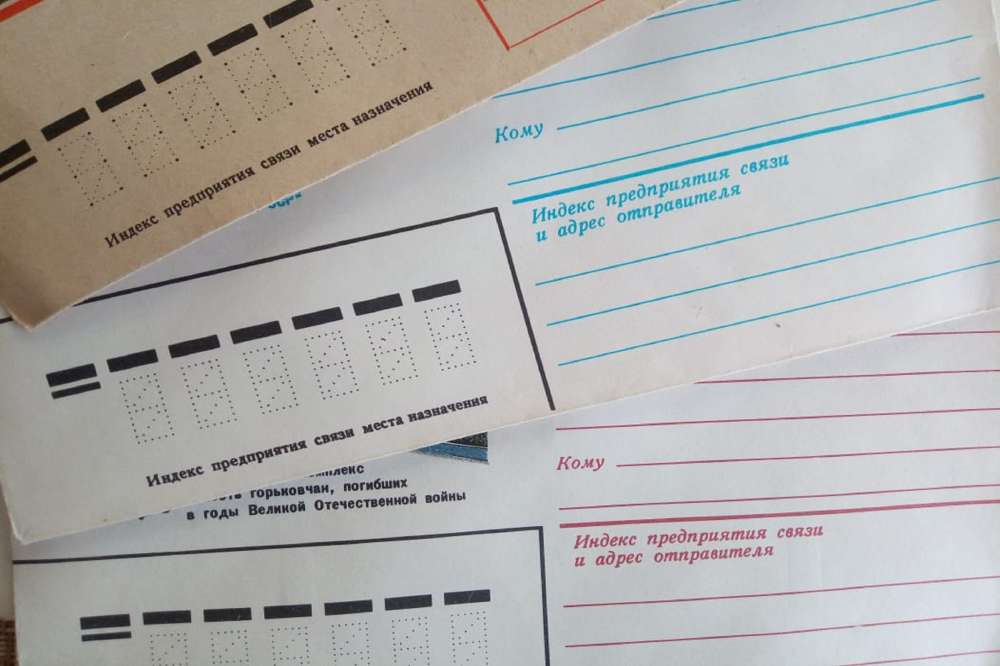 Индекс предприятия связи места назначения
Кому
Индекс предприятия связи
и адрес отправителя
Индекс предприятия связи места назначения
горьковчан, погибших
в годы Великой Отечественной войны
Кому
Индекс предприятия связи
и адрес отправителя